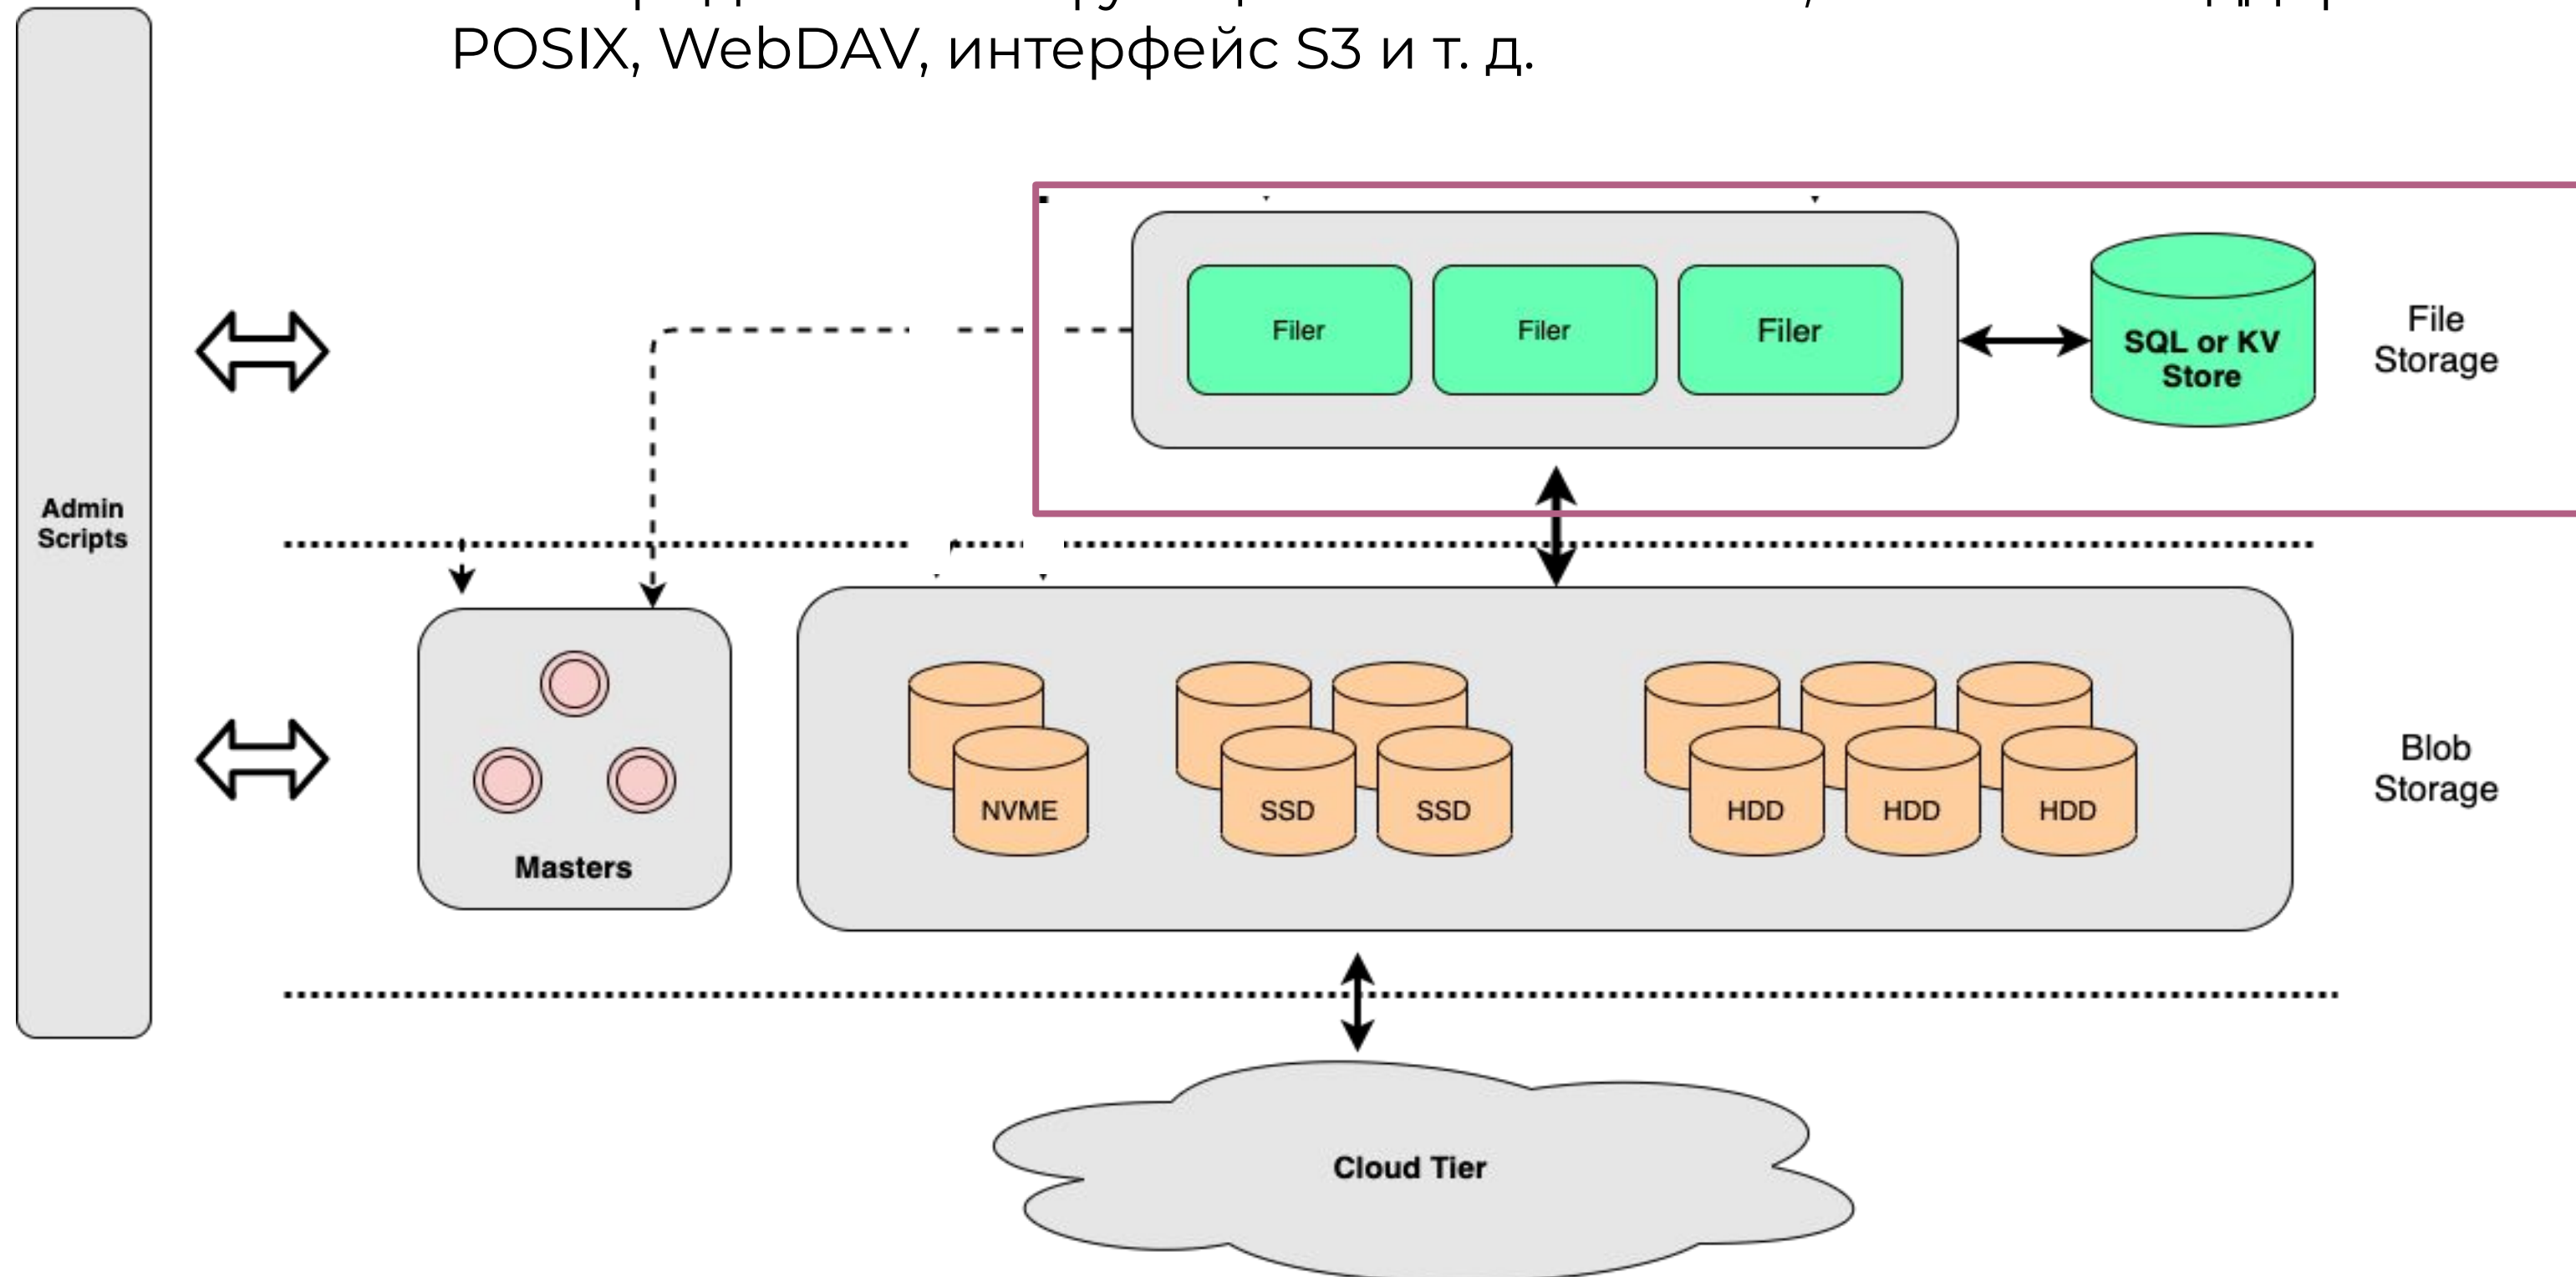 POSIX, WebDAV, интерфейс S3 и т. д.
Filer
Filer
Filer
SQL or KV
Store
File
Storage
Admin
Scripts
Masters
NVME
SSD
SSD
HDD
HDD
HDD
Blob
Storage
Cloud Tier